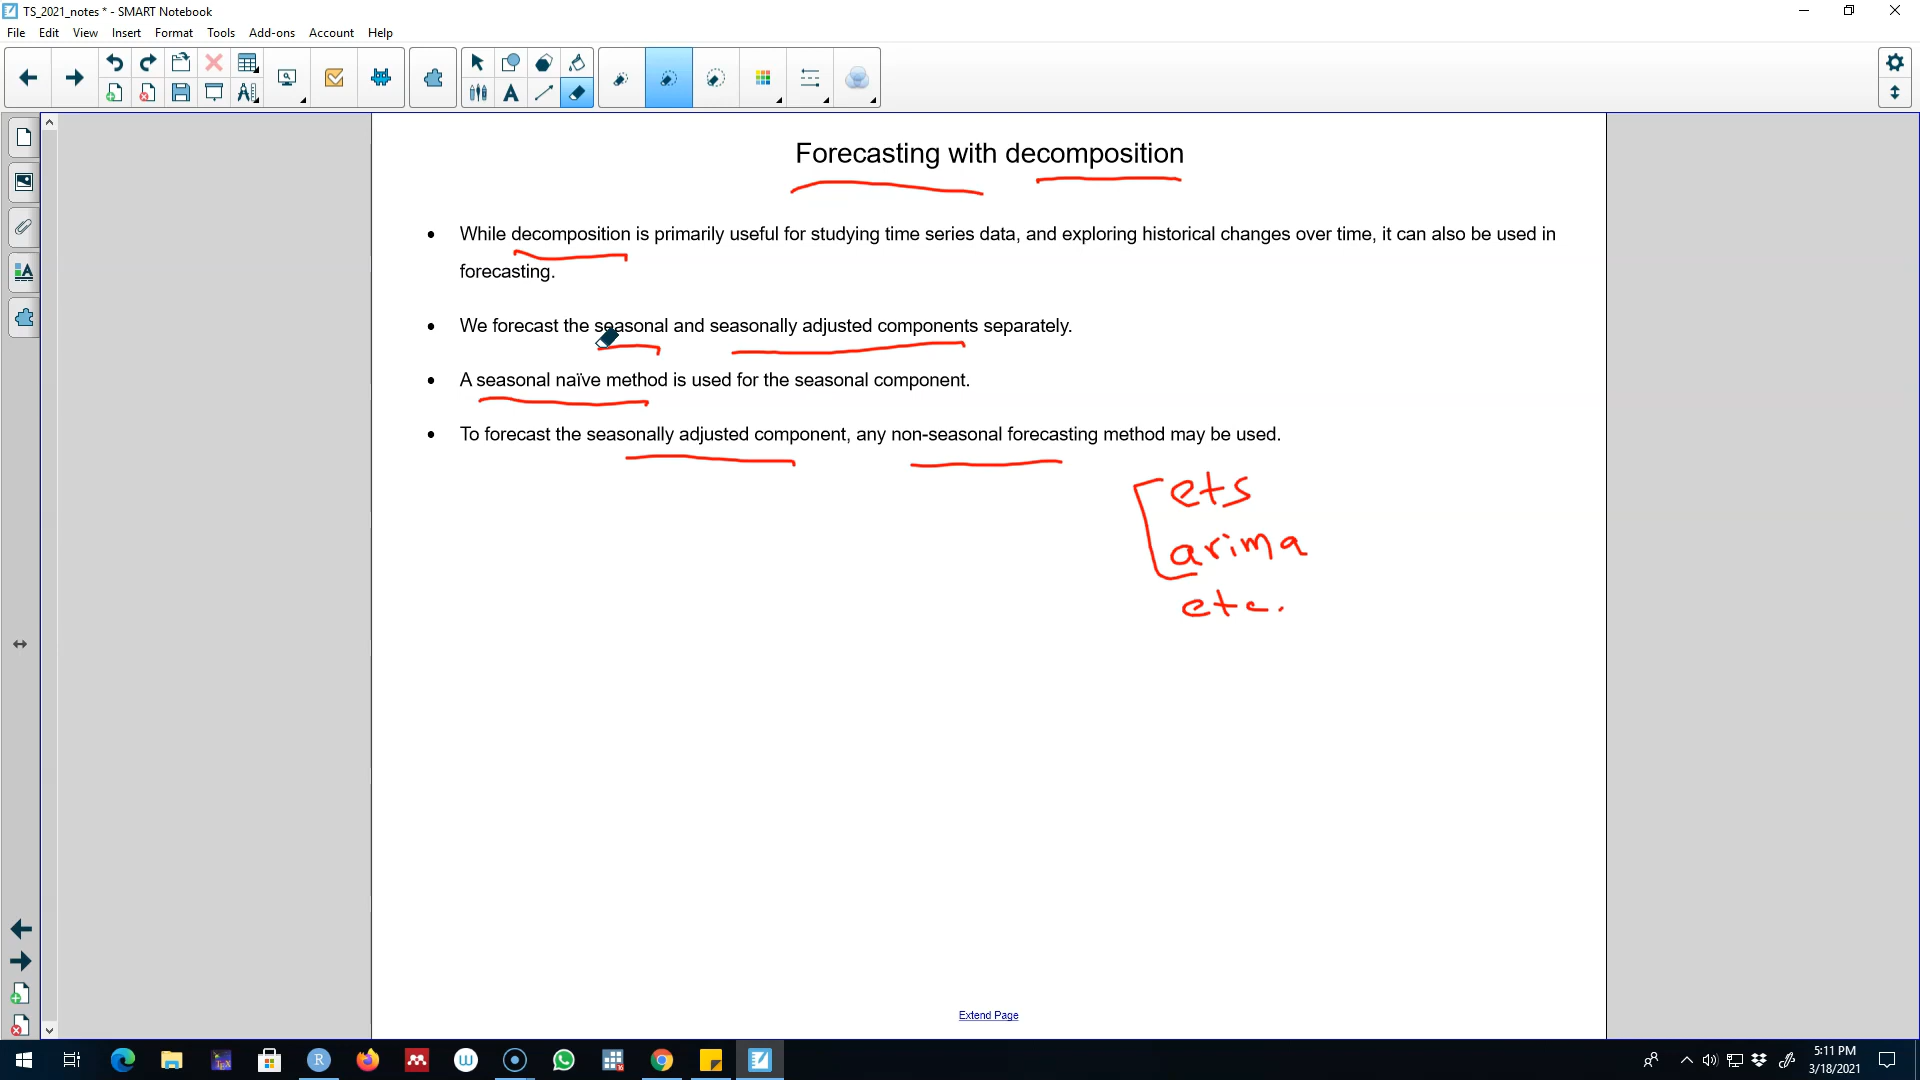 TS_2021_notes * - SMART Notebook
File Edit View Insert Format Tools Add-ons Account Help
Forecasting with decomposition
• While decomposition is primarily useful for studying time series data, and exploring historical changes over time, it can also be used in
forecasting.
• We forecast the seasonal and seasonally adjusted components separately.
• A seasonal naïve method is used for the seasonal component.
• To forecast the seasonally adjusted component, any non-seasonal forecasting method may be used.
ets
arima
etc.
Extend Page
5:11 PM
3/18/2021